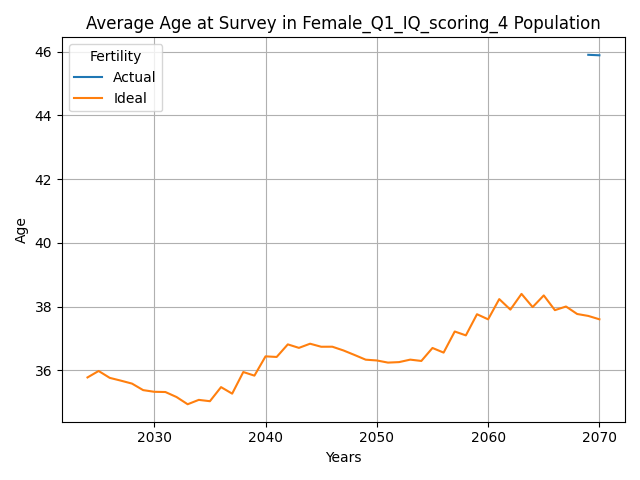 Average Age at Survey in Female_Q1_IQ_scoring_4 Population
Fertility
Actual
Ideal
46
44
42
40
38
36
Age
2030 2040 2050 2060 2070
Years